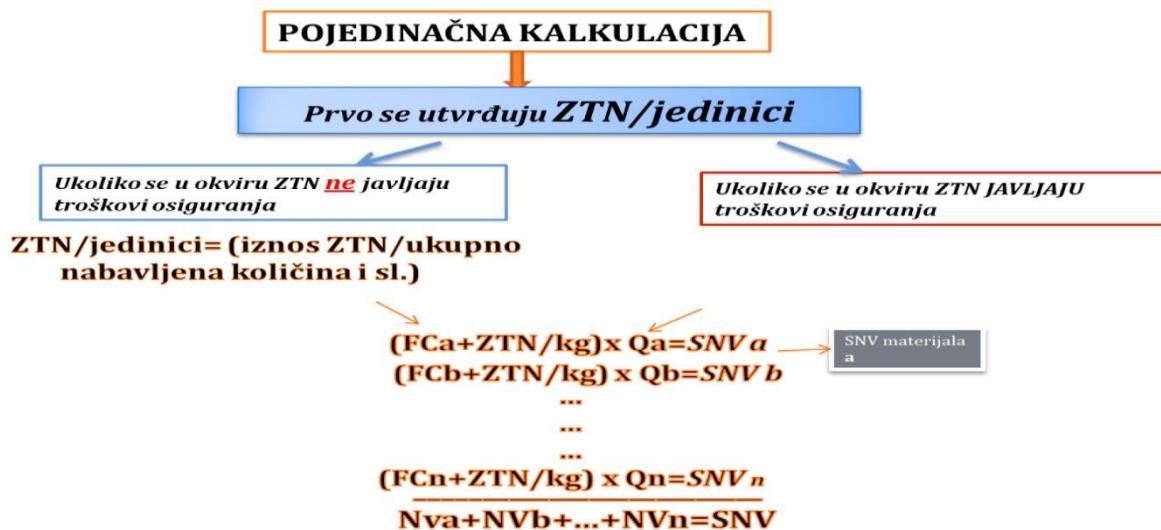 POJEDINAČNA KALKULACIJA
Prvo se utvrđuju ZTN/jedinici
Ukoliko se u okviru ZTN ne javljaju
troškovi osiguranja
Ukoliko se u okviru ZTN JAVLJAJU
troškovi osiguranja
ZTN/jedinici= (iznos ZTN/ukupno
nabavljena količina i sl.)
(FCa+ZTN/kg)x Qa=SNV a
SNV materijala
a
(FCb+ZTN/kg) x Qb=SNV b
...
...
...
(FCn+ZTN/kg) x Qn=SNV n
Nva+NVb+...+NVn=SNV